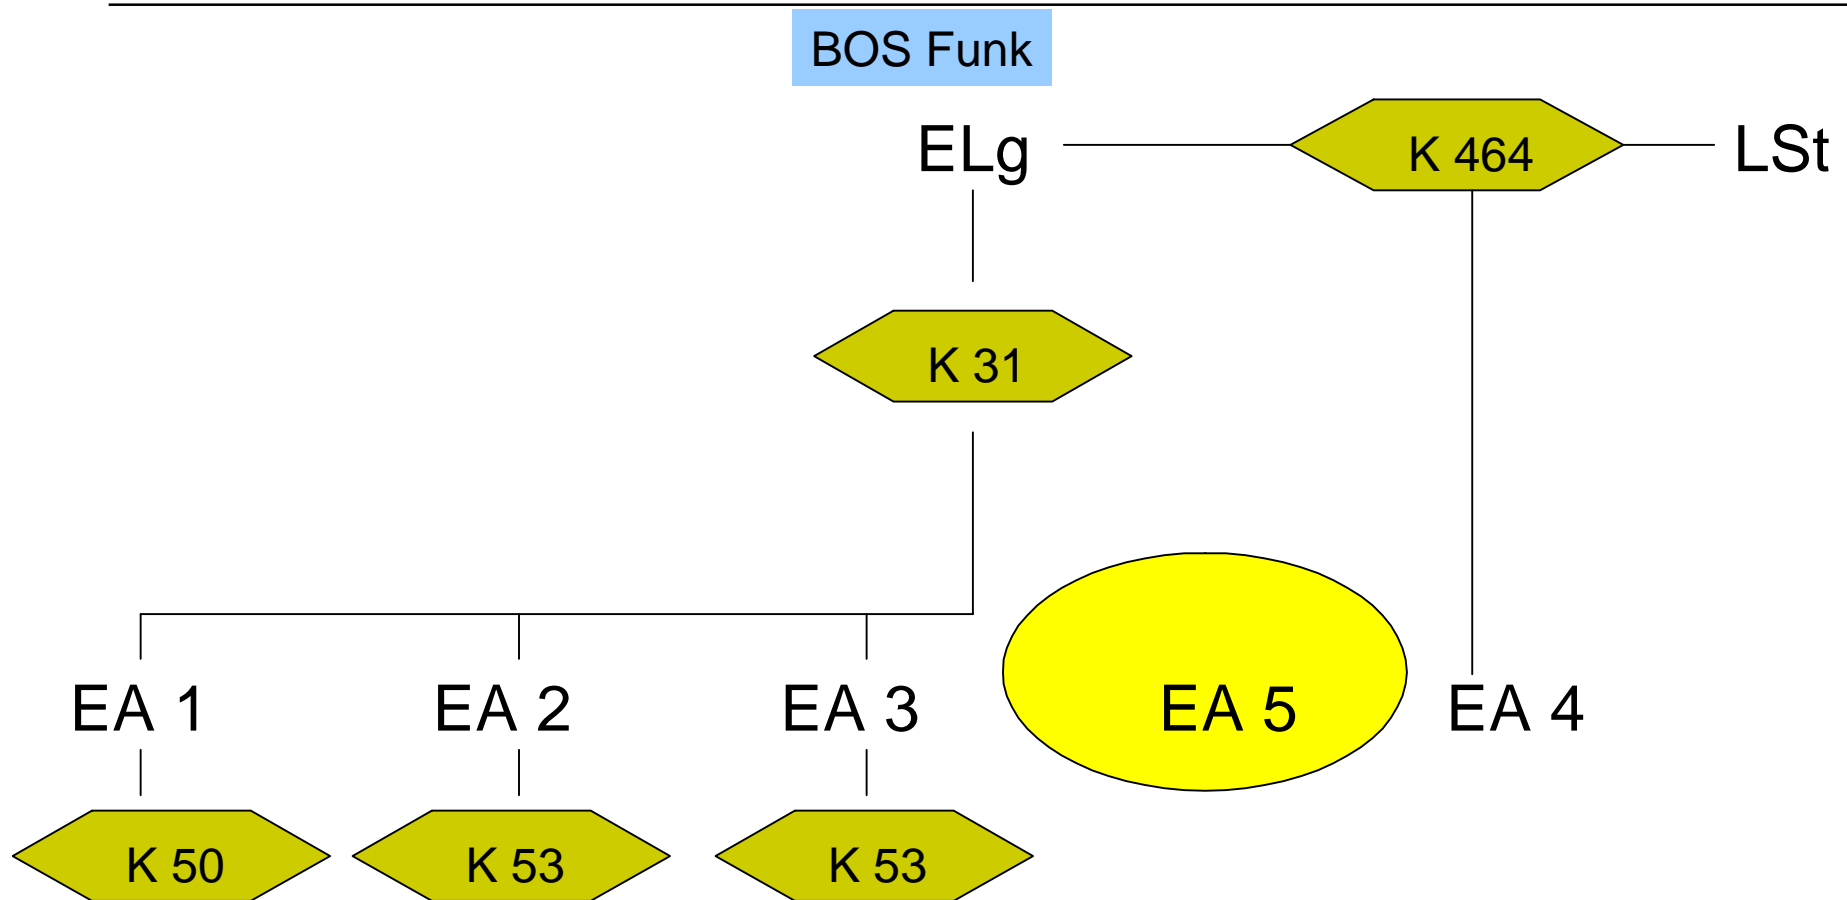 BOS Funk
ELg
K 464
LSt
K 31
EA 1
EA 2
EA 3
EA 5
EA 4
K 50
K 53
K 53